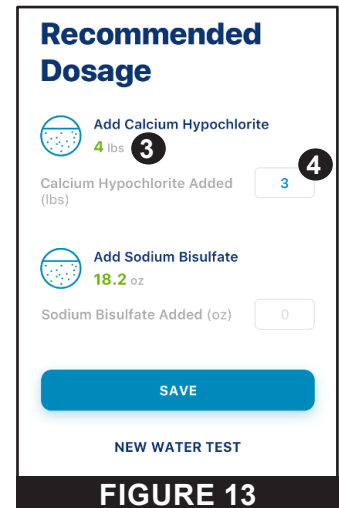 Recommended
Dosage
Add Calcium Hypochlorite
4 lbs 3
4
Calcium Hypochlorite Added 3
(lbs)
Add Sodium Bisulfate
18.2 oz
Sodium Bisulfate Added (oz) 0
SAVE
NEW WATER TEST
FIGURE 13